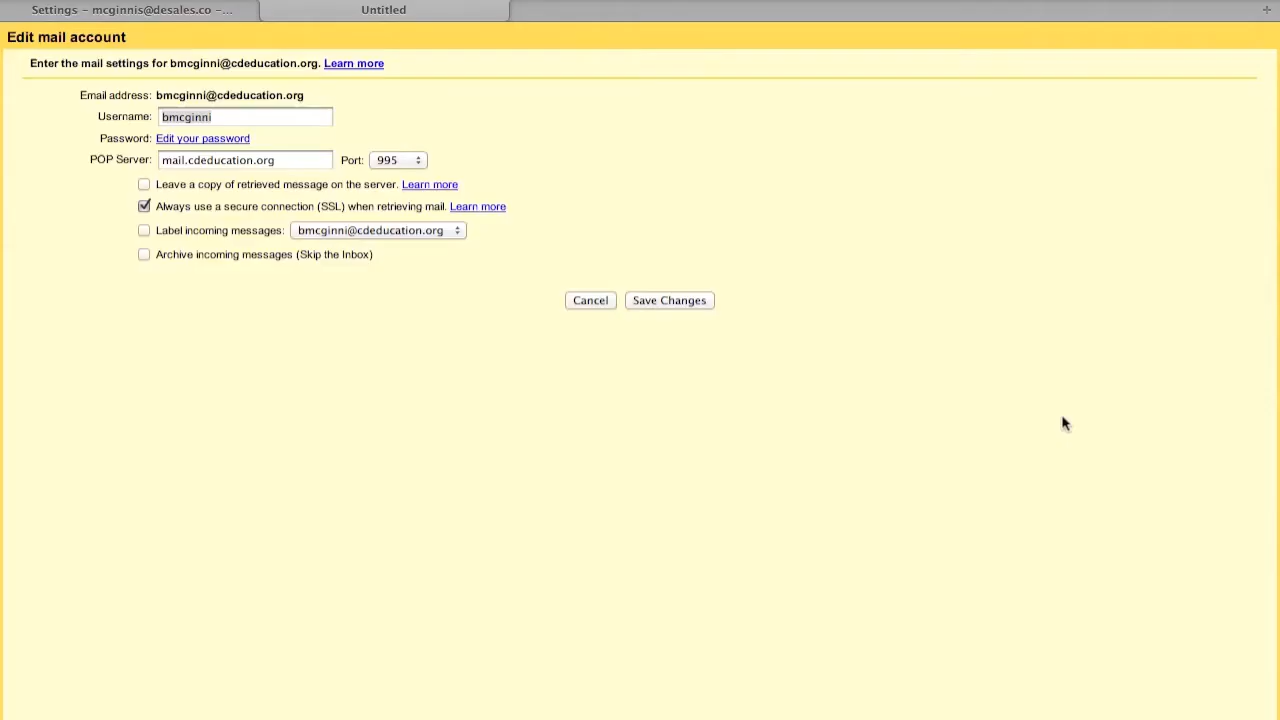 Settings – mcginnis@desales.co –...
Untitled
Edit mail account
Enter the mail settings for bmcginni@cdeducation.org. Learn more
Email address: bmcginni@cdeducation.org
Username: bmcginni
Password: Edit your password
POP Server: mail.cdeducation.org Port: 995
Leave a copy of retrieved message on the server. Learn more
Always use a secure connection (SSL) when retrieving mail. Learn more
Label incoming messages: bmcginni@cdeducation.org
Archive incoming messages (Skip the Inbox)
Cancel Save Changes